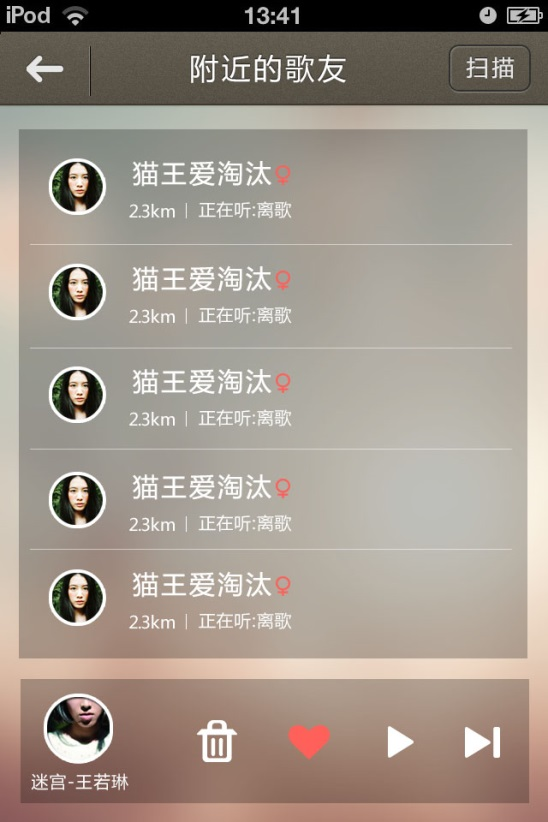 iPod 13:41
附近的歌友
扫描
猫王爱淘汰♀
2.3km | 正在听:离歌
猫王爱淘汰♀
2.3km | 正在听:离歌
猫王爱淘汰♀
2.3km | 正在听:离歌
猫王爱淘汰♀
2.3km | 正在听:离歌
猫王爱淘汰♀
2.3km | 正在听:离歌
迷宫-王若琳